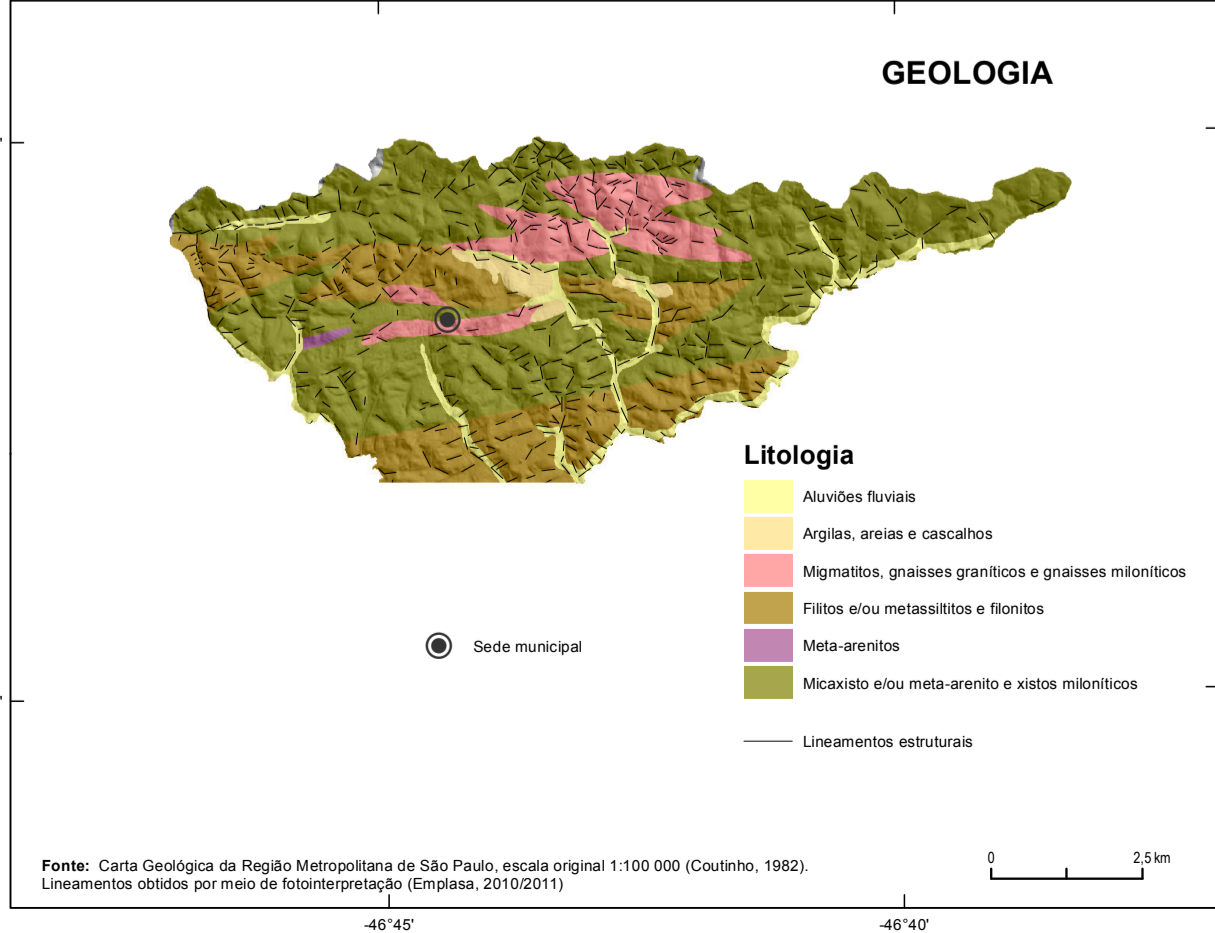 GEOLOGIA
Litologia
Aluviões fluviais
Argilas, areias e cascalhos
Migmatitos, gnaisses graníticos e gnaisses miloníticos
Filitos e/ou metassiltitos e filonitos
Sede municipal
Meta-arenitos
Micaxisto e/ou meta-arenito e xistos miloníticos
Lineamentos estruturais
Fonte: Carta Geológica da Região Metropolitana de São Paulo, escala original 1:100 000 (Coutinho, 1982).
Lineamentos obtidos por meio de fotointerpretação (Emplasa, 2010/2011)
0 2,5 km
-46°45' -46°40'